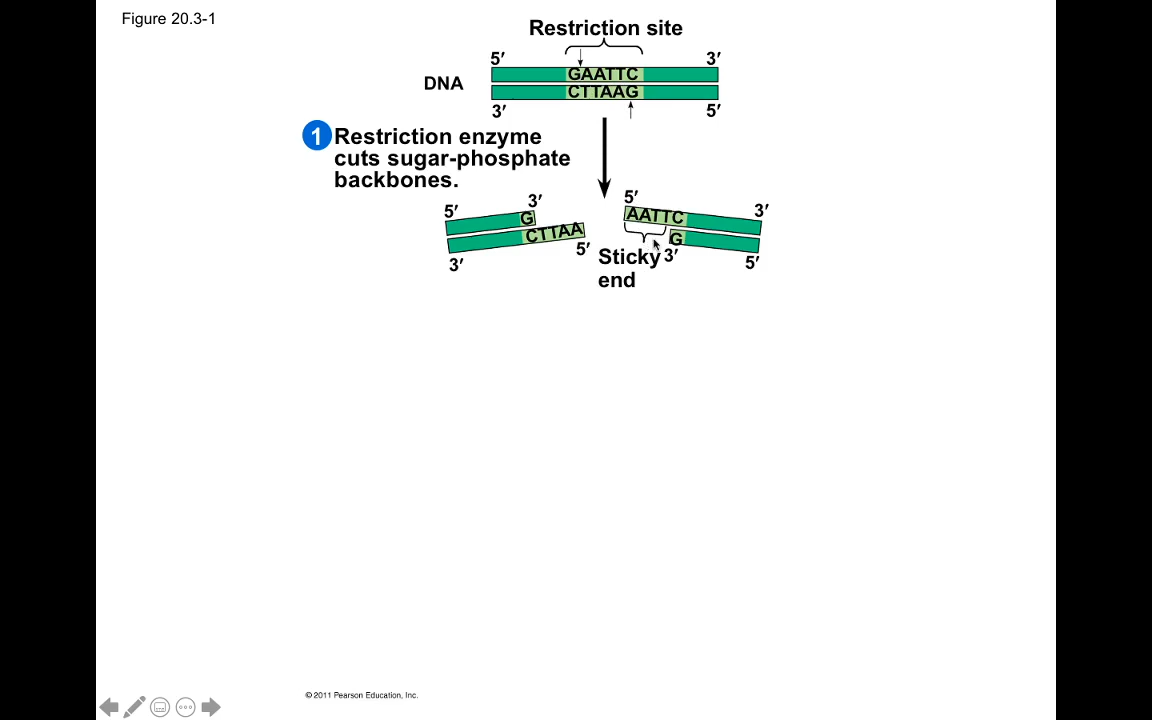 Figure 20.3-1
Restriction site
5′ 3′
DNA
GAATTC
CTTAAG
3′ 5′
1 Restriction enzyme
cuts sugar-phosphate
backbones.
5′ 3′
G
CTTAA
3′ 5′
5′ 3′
AATTC
G
3′ 5′
Sticky
end
© 2011 Pearson Education, Inc.